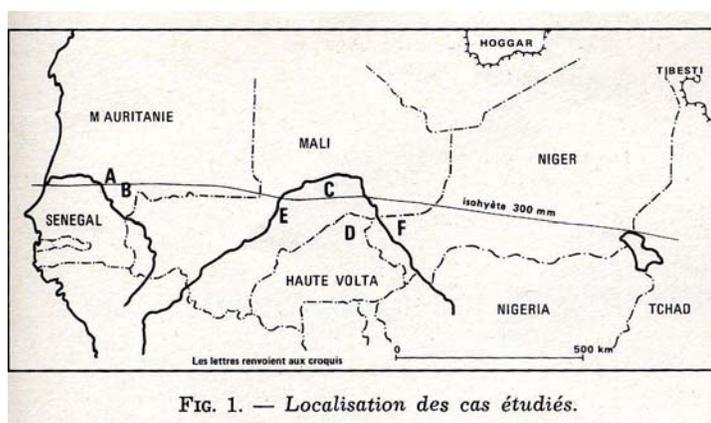 HOGGAR
TIBESTI
MAURITANIE
MALI
NIGER
A
B
C
isohyète 300 mm
SENEGAL
E
D
F
HAUTE VOLTA
NIGERIA
TCHAD
Les lettres renvoient aux croquis
0
500 km
FIG. 1. — Localisation des cas étudiés.